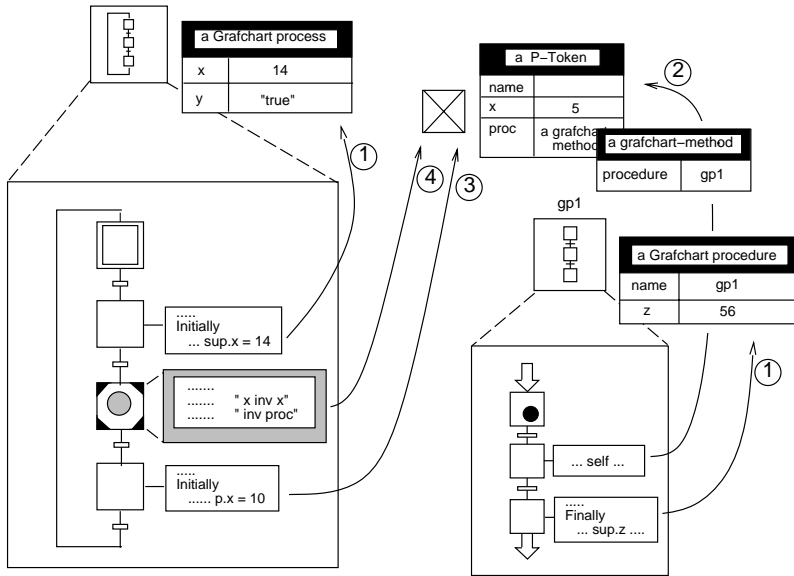 a Grafchart process
x 14
y "true"
a P−Token
name
x 5
proc a grafchart
method
a grafchart−method
procedure gp1
2
1
4
3
gp1
a Grafchart procedure
name gp1
z 56
.....
Initially
... sup.x = 14
1
.......
....... " x inv x"
....... " inv proc"
... self ...
.....
Initially
...... p.x = 10
.....
Finally
... sup.z ....